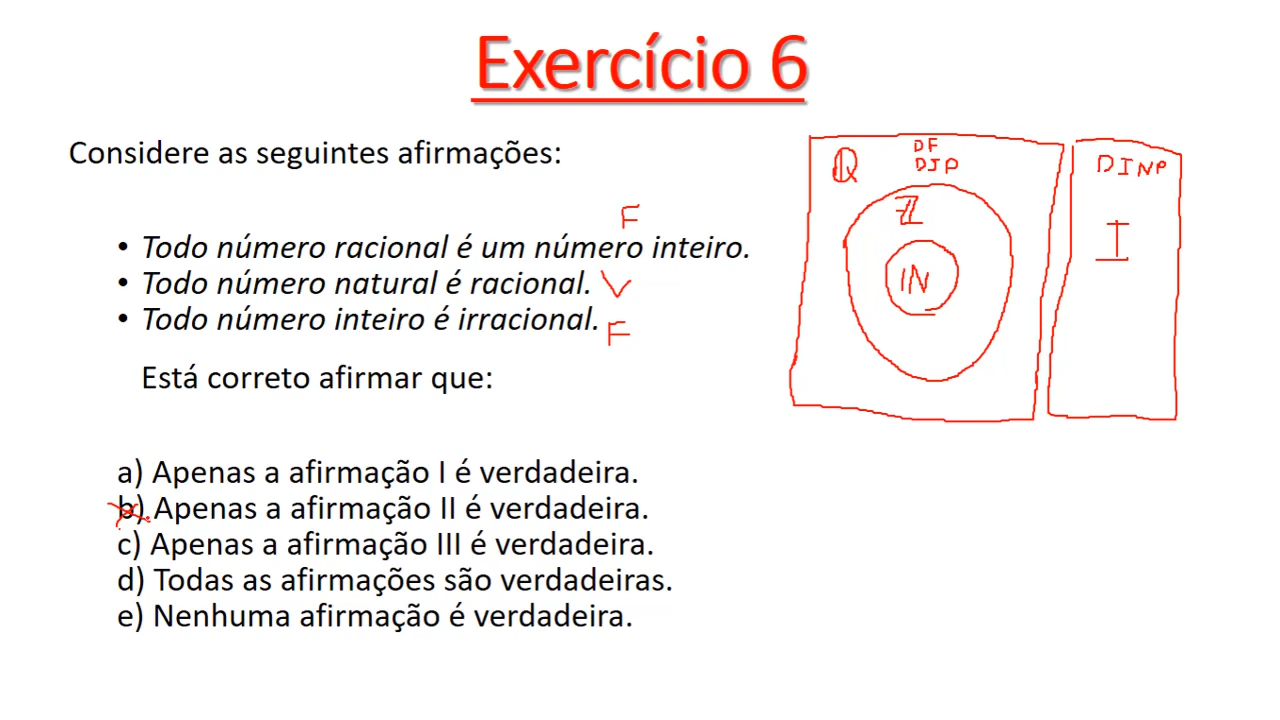 Exercício 6
Considere as seguintes afirmações:
F
• Todo número racional é um número inteiro.
• Todo número natural é racional. V
• Todo número inteiro é irracional. F
Está correto afirmar que:
a) Apenas a afirmação I é verdadeira.
b) Apenas a afirmação II é verdadeira.
c) Apenas a afirmação III é verdadeira.
d) Todas as afirmações são verdadeiras.
e) Nenhuma afirmação é verdadeira.
ℚ
DF
DIP
ℤ
IN
DINP
I